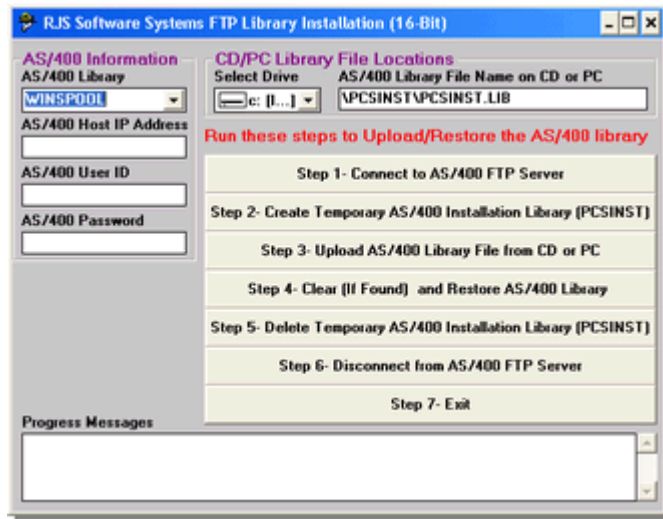 RJS Software Systems FTP Library Installation (16-Bit)
AS/400 Information
AS/400 Library
WINSPOOL
AS/400 Host IP Address
AS/400 User ID
AS/400 Password
CD/PC Library File Locations
Select Drive
AS/400 Library File Name on CD or PC
c: [I...]
\PCSINST\PCSINST.LIB
Run these steps to Upload/Restore the AS/400 library
Step 1- Connect to AS/400 FTP Server
Step 2- Create Temporary AS/400 Installation Library (PCSINST)
Step 3- Upload AS/400 Library File from CD or PC
Step 4- Clear (If Found) and Restore AS/400 Library
Step 5- Delete Temporary AS/400 Installation Library (PCSINST)
Step 6- Disconnect from AS/400 FTP Server
Step 7- Exit
Progress Messages